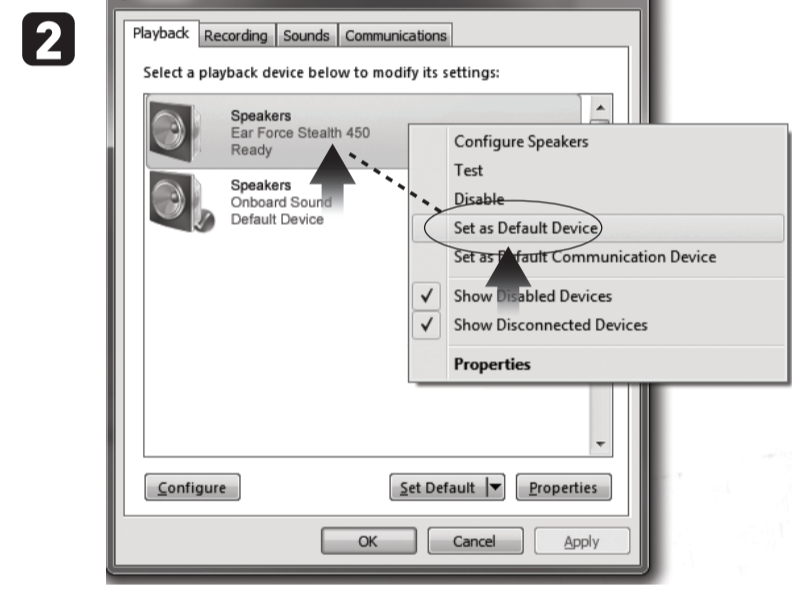 2
Playback Recording Sounds Communications
Select a playback device below to modify its settings:
Speakers
Ear Force Stealth 450
Ready
Speakers
Onboard Sound
Default Device
Configure Speakers
Test
Disable
Set as Default Device
Set as Default Communication Device
Show Disabled Devices
Show Disconnected Devices
Properties
Configure
Set Default
Properties
OK
Cancel
Apply